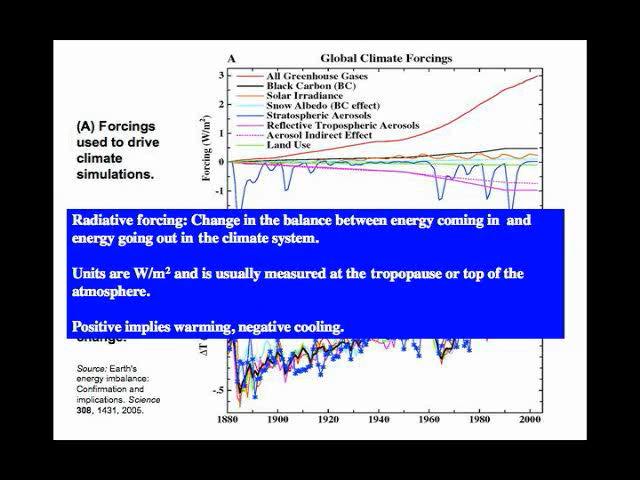 A
Global Climate Forcings
(A) Forcings
used to drive
climate
simulations.
Forcing (W/m²)
3
2
1
0
-1
All Greenhouse Gases
Black Carbon (BC)
Solar Irradiance
Snow Albedo (BC effect)
Stratospheric Aerosols
Reflective Tropospheric Aerosols
Aerosol Indirect Effect
Land Use
Radiative forcing: Change in the balance between energy coming in and
energy going out in the climate system.
Units are W/m² and is usually measured at the tropopause or top of the
atmosphere.
Positive implies warming, negative cooling.
change.
Source: Earth's
energy imbalance:
Confirmation and
implications. Science
308, 1431, 2005.
ΔT
-.5
1880 1900 1920 1940 1960 1980 2000